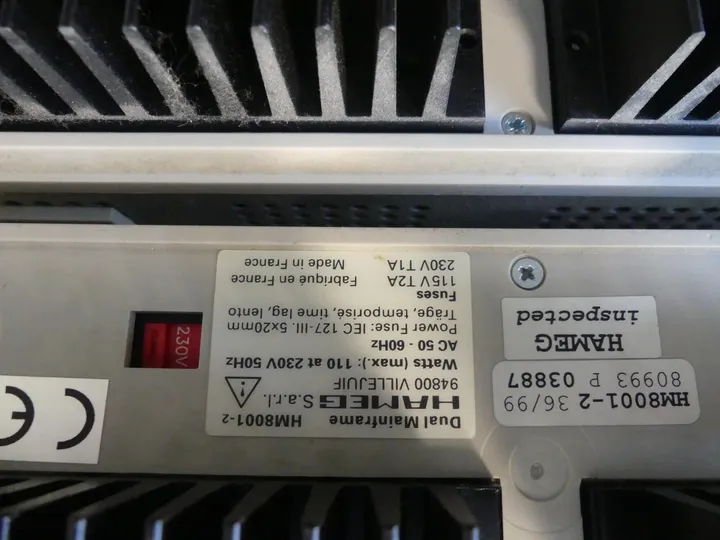 Dual Mainframe HM8001-2
HAMEG S.a.r.l.
94800 VILLEJUIF
Watts (max.): 110 at 230V 50Hz
AC 50 - 60Hz
Power Fuse: IEC 127-III. 5x20mm
Träge, temporisé, time lag, lento
Fuses
115V T2A Fabriqué en France
230V T1A Made in France
HM8001-2 36/99
80993 P 03887
HAMEG
inspected
230V
CE